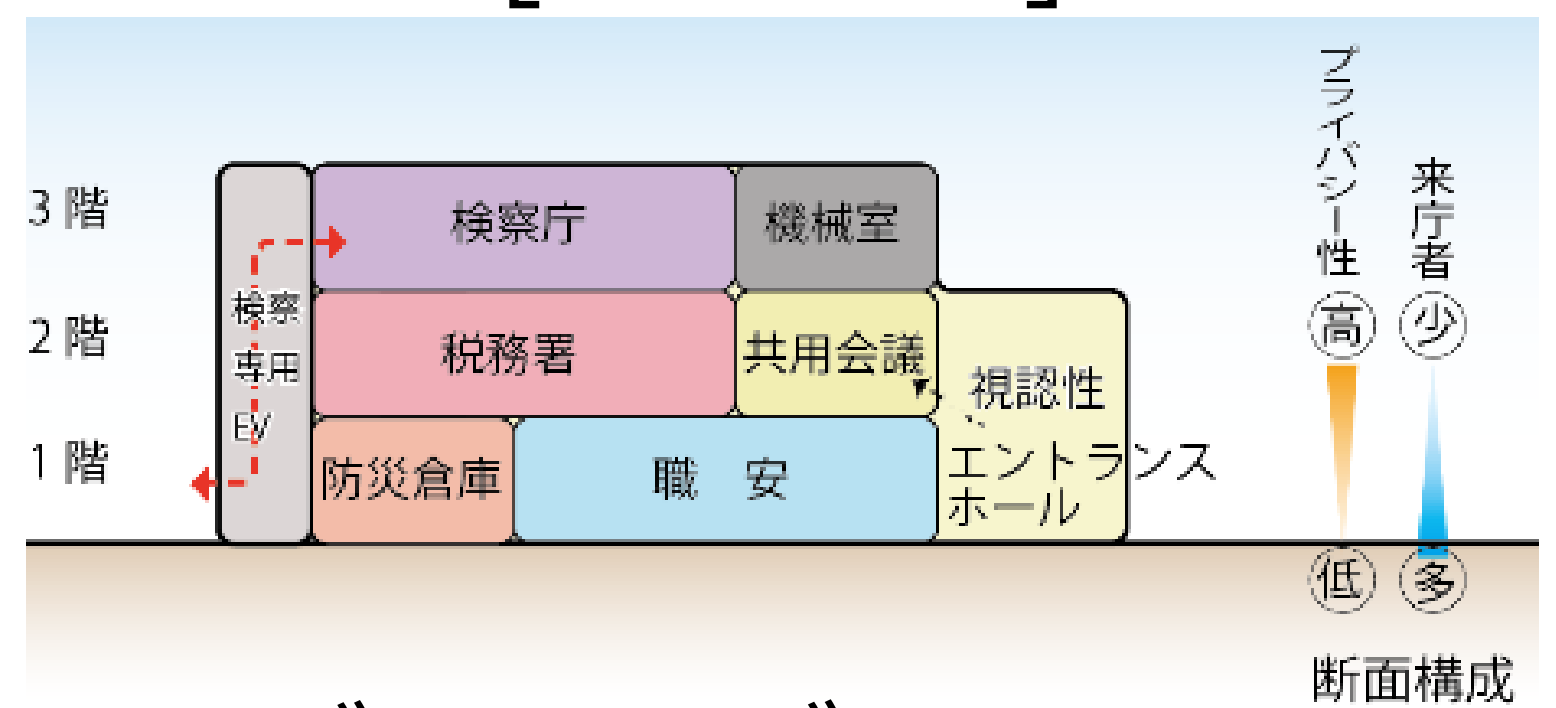 3階
検察庁
機械室
検察
専用
EV
2階
税務署
共用会議
視認性
1階
防災倉庫
職 安
エントランス
ホール
プライバシー性
高
低
来庁者
少
多
断面構成